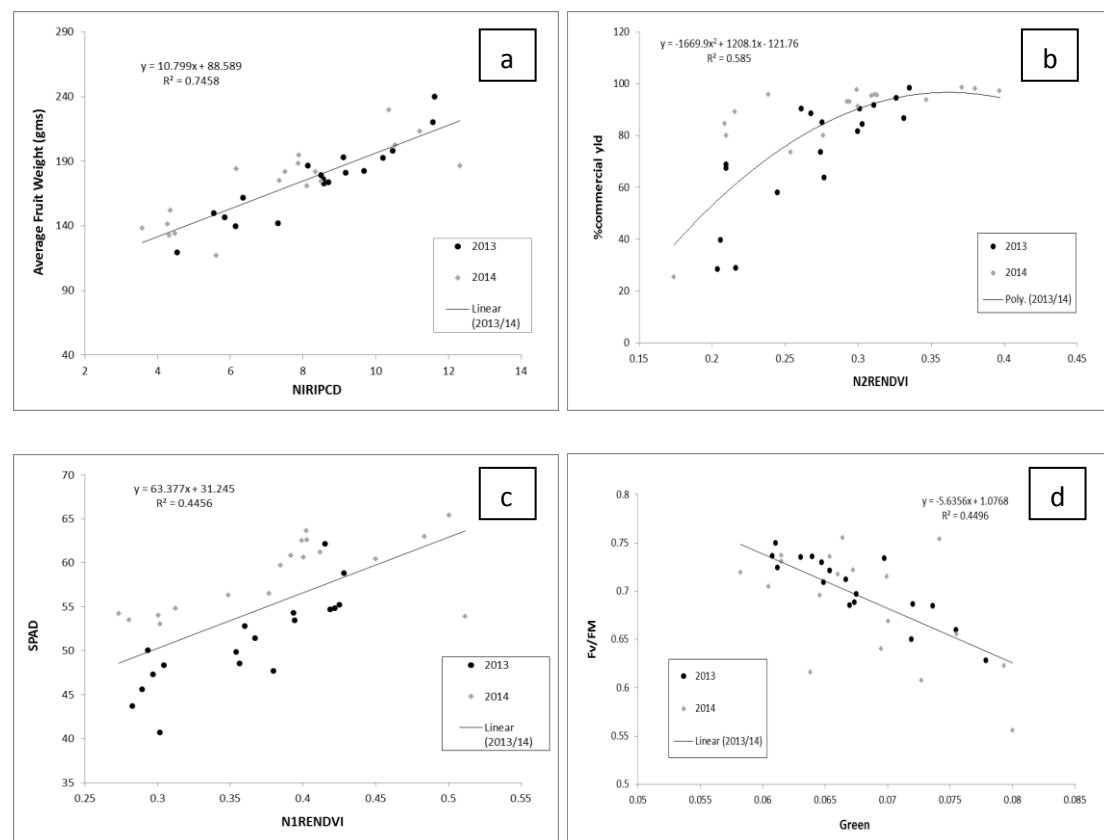 a
y = 10.799x + 88.589
R² = 0.7458
Average Fruit Weight (gms)
290
240
190
140
90
40
2013
2014
Linear
(2013/14)
2
4
6
8
10
12
14
NIRIPCD
b
y = -1669.9x² + 1208.1x - 121.76
R² = 0.585
%commercial yld
120
100
80
60
40
20
0
2013
2014
Poly. (2013/14)
0.15
0.2
0.25
0.3
0.35
0.4
0.45
N2RENDVI
c
y = 63.377x + 31.245
R² = 0.4456
SPAD
70
65
60
55
50
45
40
35
2013
2014
Linear
(2013/14)
0.25
0.3
0.35
0.4
0.45
0.5
0.55
N1RENDVI
d
y = -5.6356x + 1.0768
R² = 0.4496
Fv/FM
0.8
0.75
0.7
0.65
0.6
0.55
0.5
2013
2014
Linear (2013/14)
0.05
0.055
0.06
0.065
0.07
0.075
0.08
0.085
Green